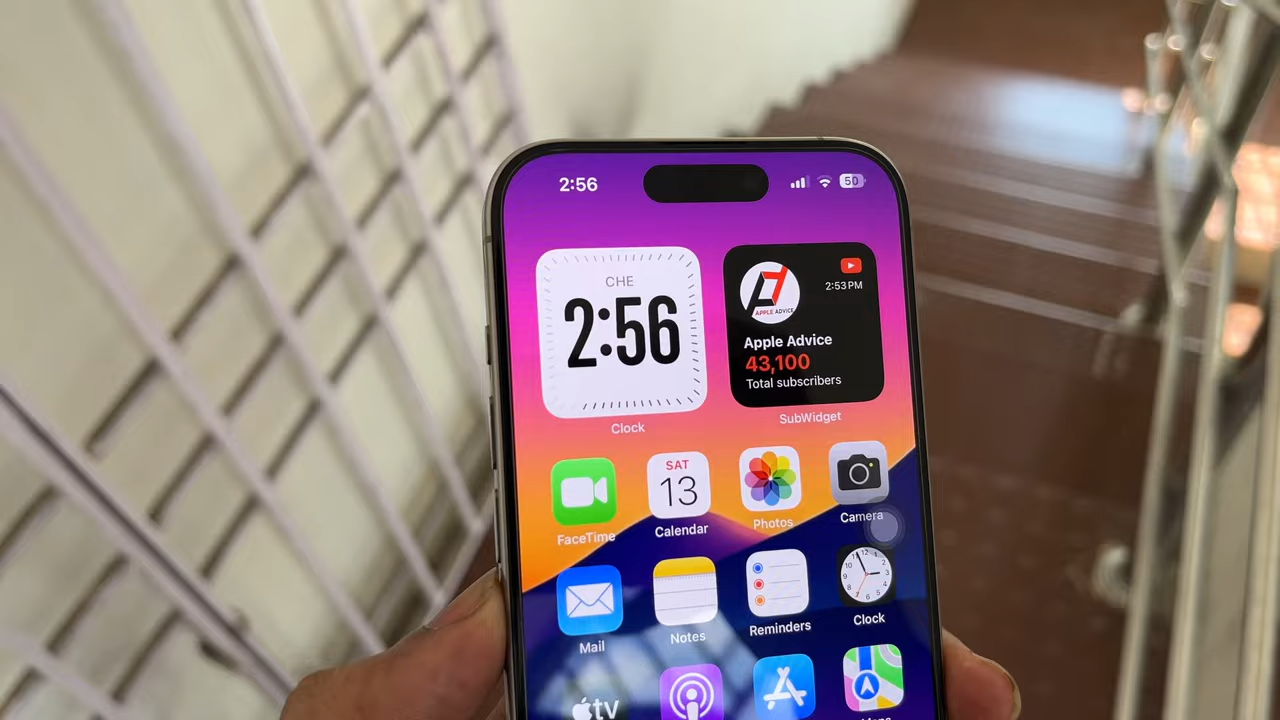 2:56
50
CHE
2:56
APPLE ADVICE
2:53 PM
Apple Advice
43,100
Total subscribers
Clock
SubWidget
SAT
13
FaceTime
Calendar
Photos
Camera
Mail
Notes
Reminders
Clock
tv